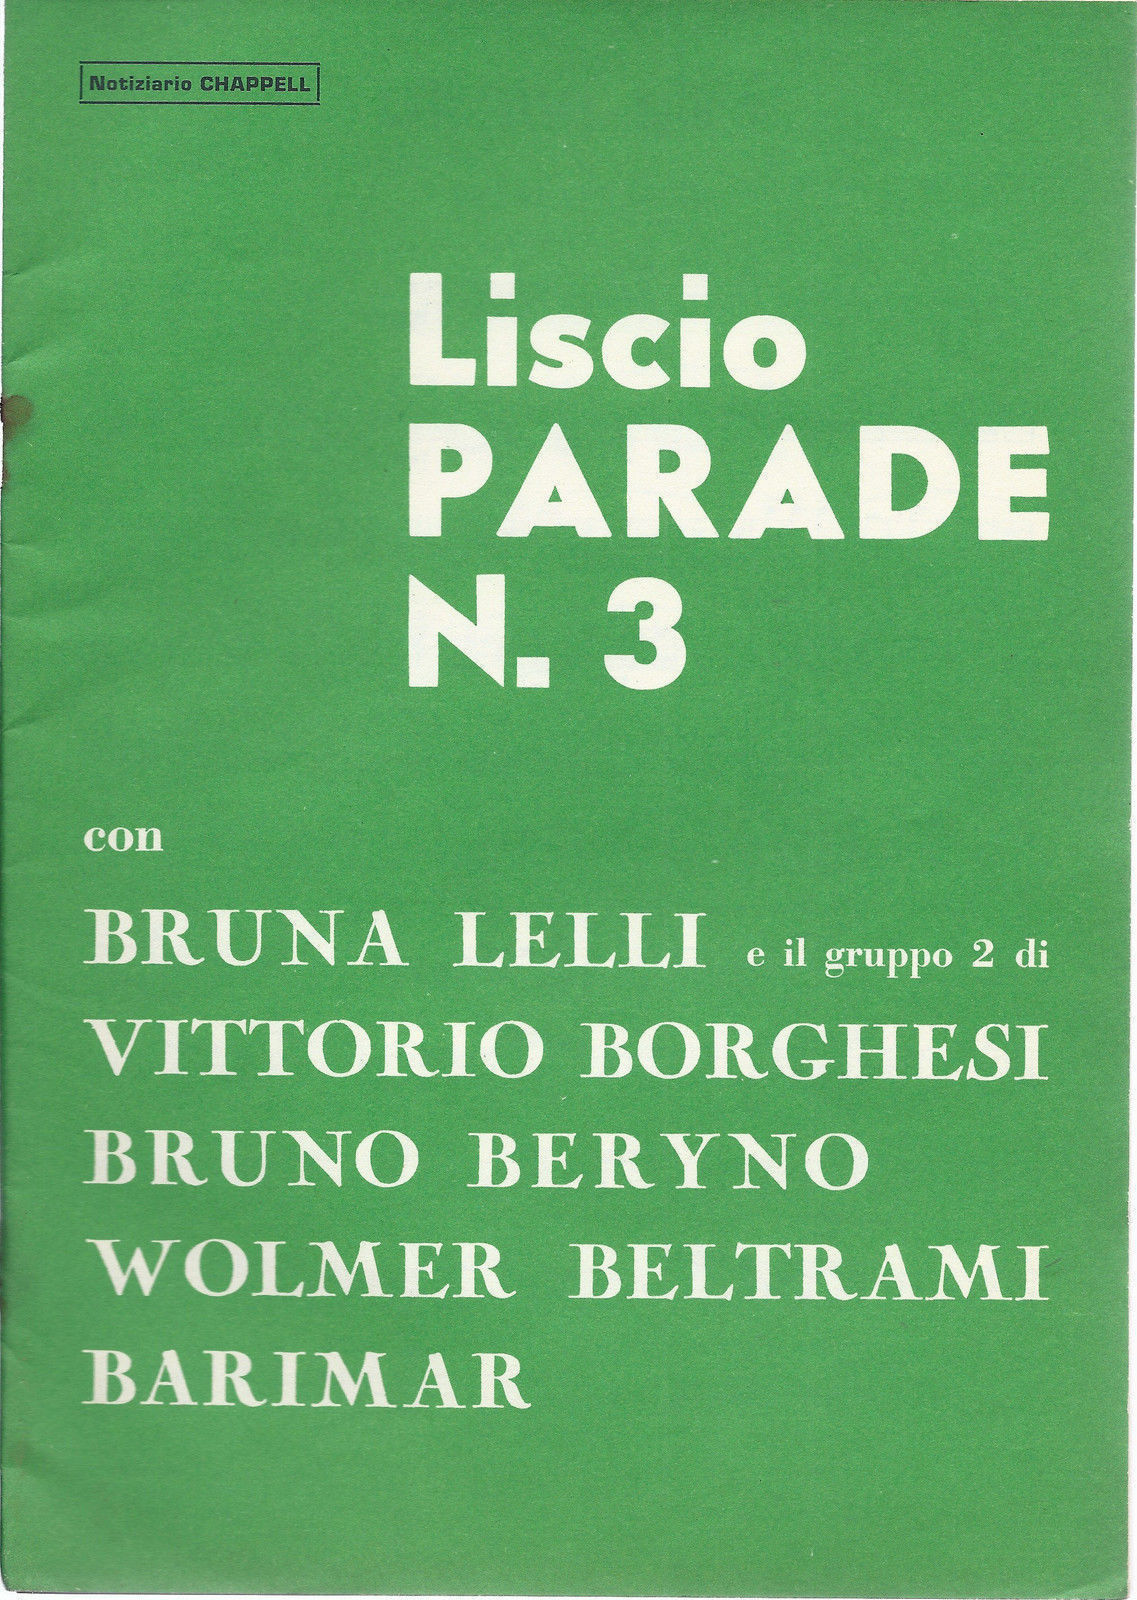 Notiziario CHAPPELL
Liscio
PARADE
N. 3
con
BRUNA LELLI e il gruppo 2 di
VITTORIO BORGHESI
BRUNO BERYNO
WOLMER BELTRAMI
BARIMAR